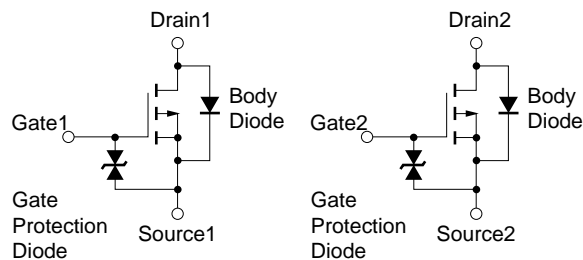 Drain1
Drain2
Body
Diode
Body
Diode
Gate1
Gate2
Gate
Protection
Diode
Source1
Gate
Protection
Diode
Source2